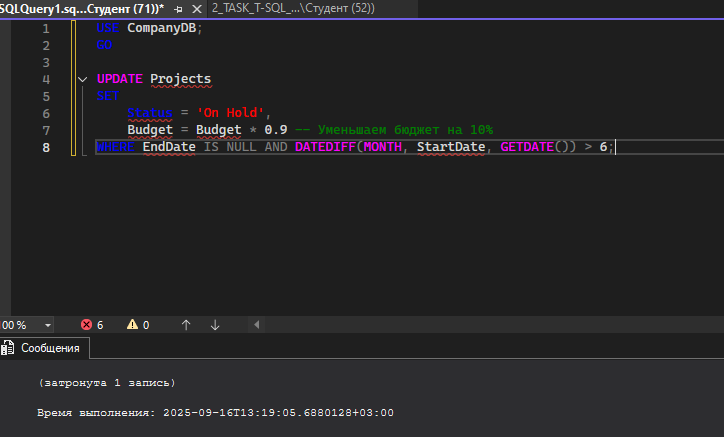 SQLQuery1.sq...Студент (71))* 2_TASK_T-SQL_...\Студент (52))
1 USE CompanyDB;
2 GO
3
4 UPDATE Projects
5 SET
6 Status = 'On Hold',
7 Budget = Budget * 0.9 -- Уменьшаем бюджет на 10%
8 WHERE EndDate IS NULL AND DATEDIFF(MONTH, StartDate, GETDATE()) > 6;
00 % 6 0
Сообщения
(затронута 1 запись)
Время выполнения: 2025-09-16T13:19:05.6880128+03:00